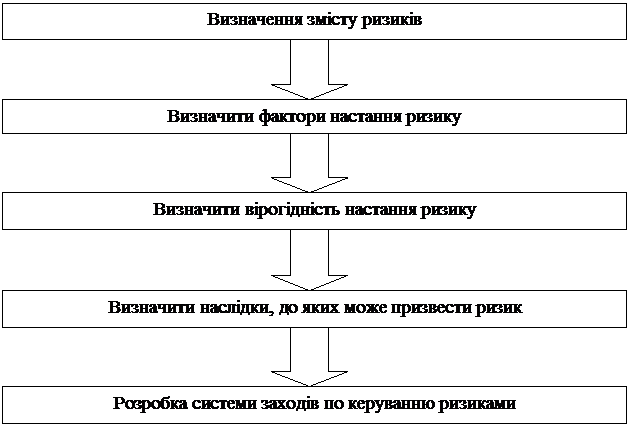 Визначення змісту ризиків
Визначити фактори настання ризику
Визначити вірогідність настання ризику
Визначити наслідки, до яких може призвести ризик
Розробка системи заходів по керуванню ризиками